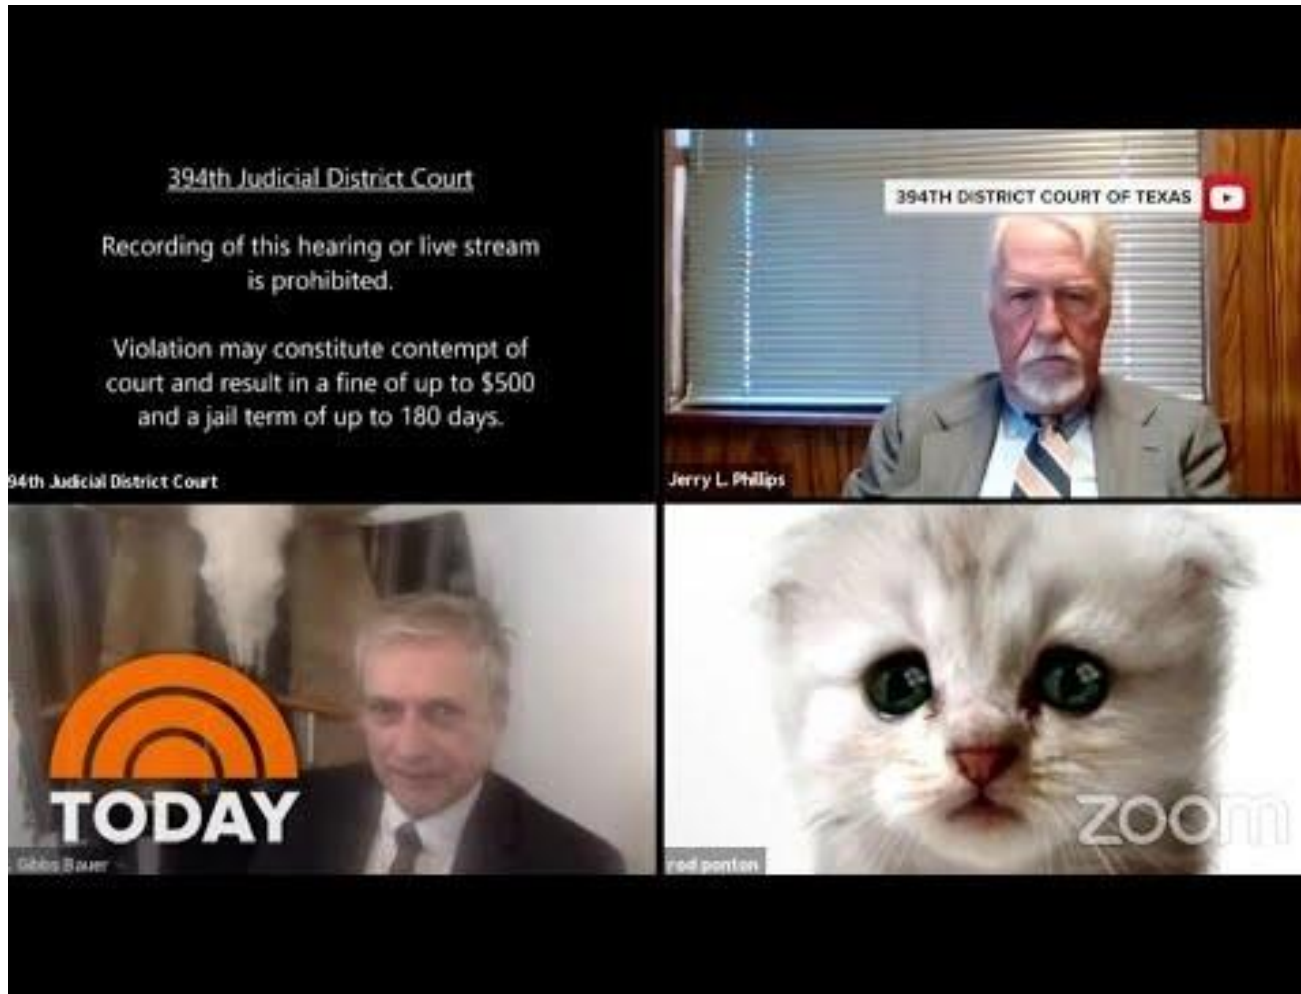 394th Judicial District Court
Recording of this hearing or live stream
is prohibited.
Violation may constitute contempt of
court and result in a fine of up to $500
and a jail term of up to 180 days.
94th Judicial District Court
394TH DISTRICT COURT OF TEXAS
Jerry L. Phillips
TODAY
Gibbs Bauer
zoom
rod ponton